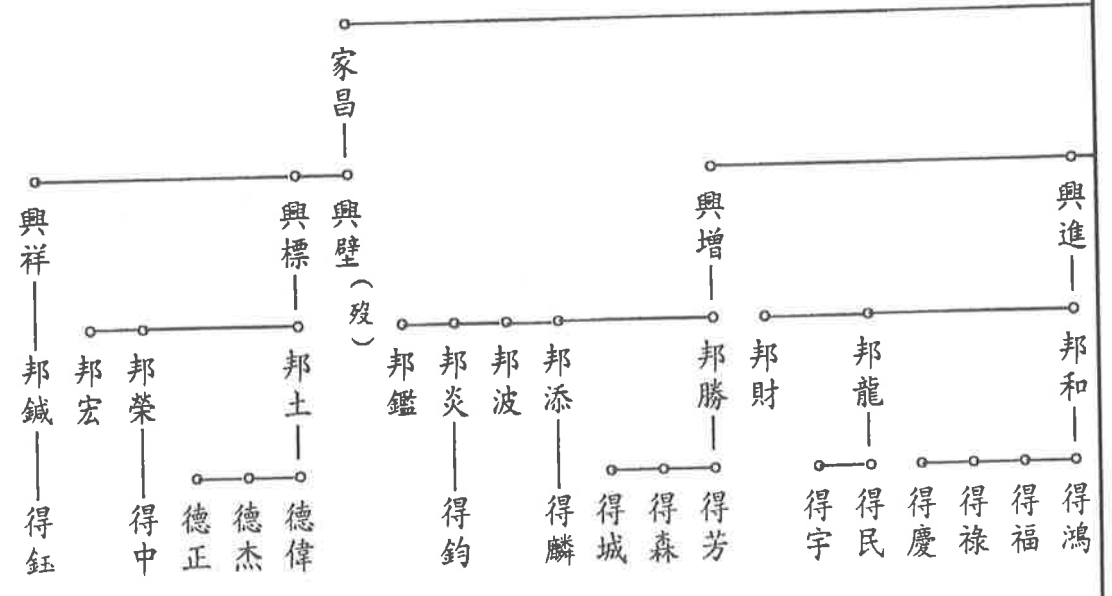 家昌
興進
興增
興壁(歿)
興標
興祥
邦和
邦龍
邦財
邦勝
邦添
邦波
邦炎
邦鑑
邦土
邦榮
邦宏
邦鍼
得鴻
得福
得祿
得慶
得民
得宇
得芳
得森
得城
得麟
得鈞
德偉
德杰
德正
得中
得鈺